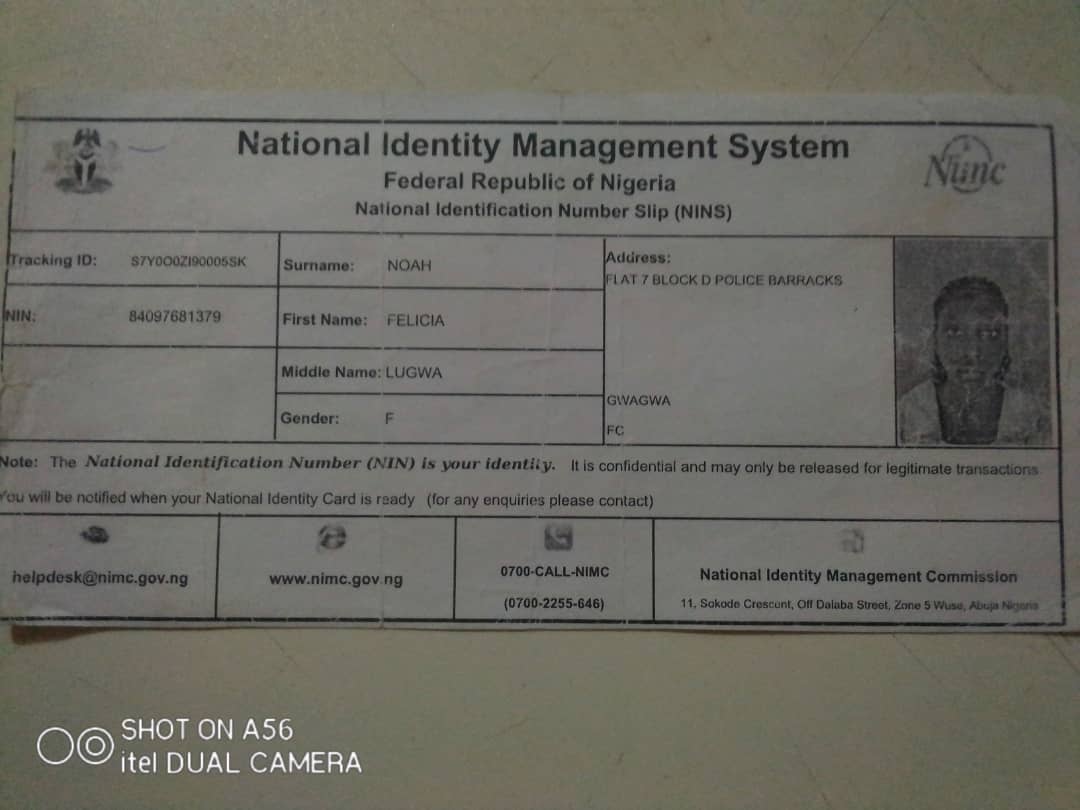 National Identity Management System
Federal Republic of Nigeria
National Identification Number Slip (NINS)
Nimc
Tracking ID: S7Y0O0ZI90005SK
NIN: 84097681379
Surname: NOAH
First Name: FELICIA
Middle Name: LUGWA
Gender: F
Address:
FLAT 7 BLOCK D POLICE BARRACKS
GWAGWA
FC
Note: The National Identification Number (NIN) is your identity. It is confidential and may only be released for legitimate transactions
You will be notified when your National Identity Card is ready (for any enquiries please contact)
helpdesk@nimc.gov.ng
www.nimc.gov.ng
0700-CALL-NIMC
(0700-2255-646)
National Identity Management Commission
11, Sokode Crescent, Off Dalaba Street, Zone 5 Wuse, Abuja Nigeria
SHOT ON A56
itel DUAL CAMERA